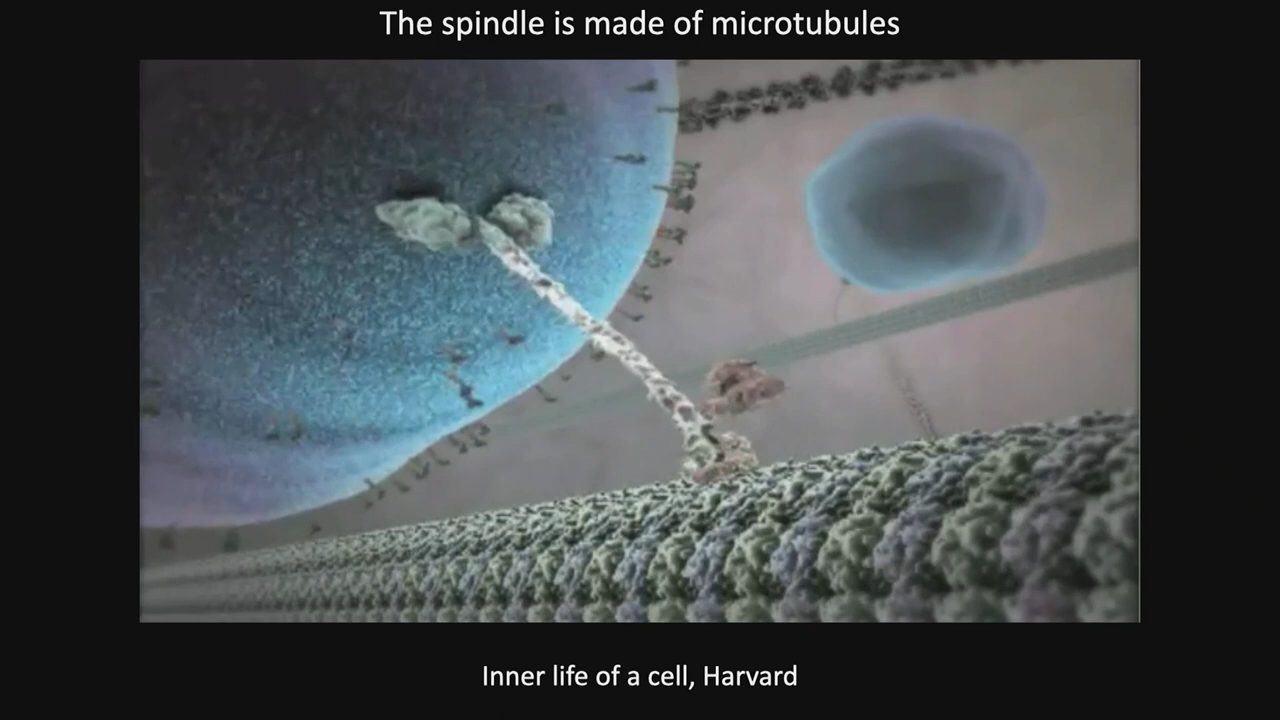 The spindle is made of microtubules
Inner life of a cell, Harvard